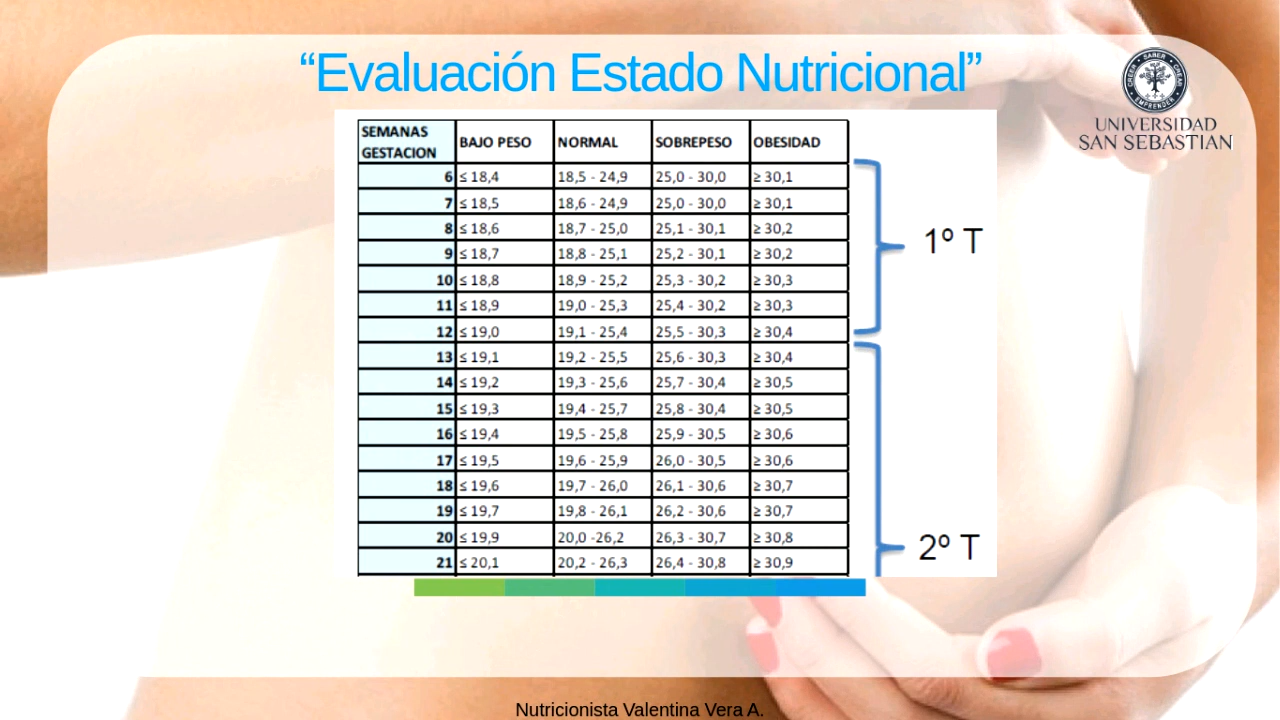 “Evaluación Estado Nutricional”
CREER SABER CREAR EMPRENDER
UNIVERSIDAD
SAN SEBASTIAN
SEMANAS GESTACION BAJO PESO NORMAL SOBREPESO OBESIDAD
6 ≤ 18,4 18,5 - 24,9 25,0 - 30,0 ≥ 30,1
7 ≤ 18,5 18,6 - 24,9 25,0 - 30,0 ≥ 30,1
8 ≤ 18,6 18,7 - 25,0 25,1 - 30,1 ≥ 30,2
9 ≤ 18,7 18,8 - 25,1 25,2 - 30,1 ≥ 30,2
10 ≤ 18,8 18,9 - 25,2 25,3 - 30,2 ≥ 30,3
11 ≤ 18,9 19,0 - 25,3 25,4 - 30,2 ≥ 30,3
12 ≤ 19,0 19,1 - 25,4 25,5 - 30,3 ≥ 30,4
13 ≤ 19,1 19,2 - 25,5 25,6 - 30,3 ≥ 30,4
14 ≤ 19,2 19,3 - 25,6 25,7 - 30,4 ≥ 30,5
15 ≤ 19,3 19,4 - 25,7 25,8 - 30,4 ≥ 30,5
16 ≤ 19,4 19,5 - 25,8 25,9 - 30,5 ≥ 30,6
17 ≤ 19,5 19,6 - 25,9 26,0 - 30,5 ≥ 30,6
18 ≤ 19,6 19,7 - 26,0 26,1 - 30,6 ≥ 30,7
19 ≤ 19,7 19,8 - 26,1 26,2 - 30,6 ≥ 30,7
20 ≤ 19,9 20,0 -26,2 26,3 - 30,7 ≥ 30,8
21 ≤ 20,1 20,2 - 26,3 26,4 - 30,8 ≥ 30,9
1º T
2º T
Nutricionista Valentina Vera A.